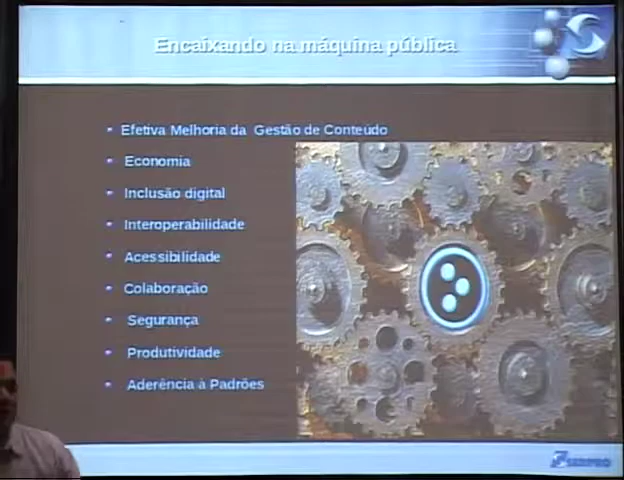 Encaixando na máquina pública
Efetiva Melhoria da Gestão de Conteúdo
Economia
Inclusão digital
Interoperabilidade
Acessibilidade
Colaboração
Segurança
Produtividade
Aderência à Padrões
SERPRO